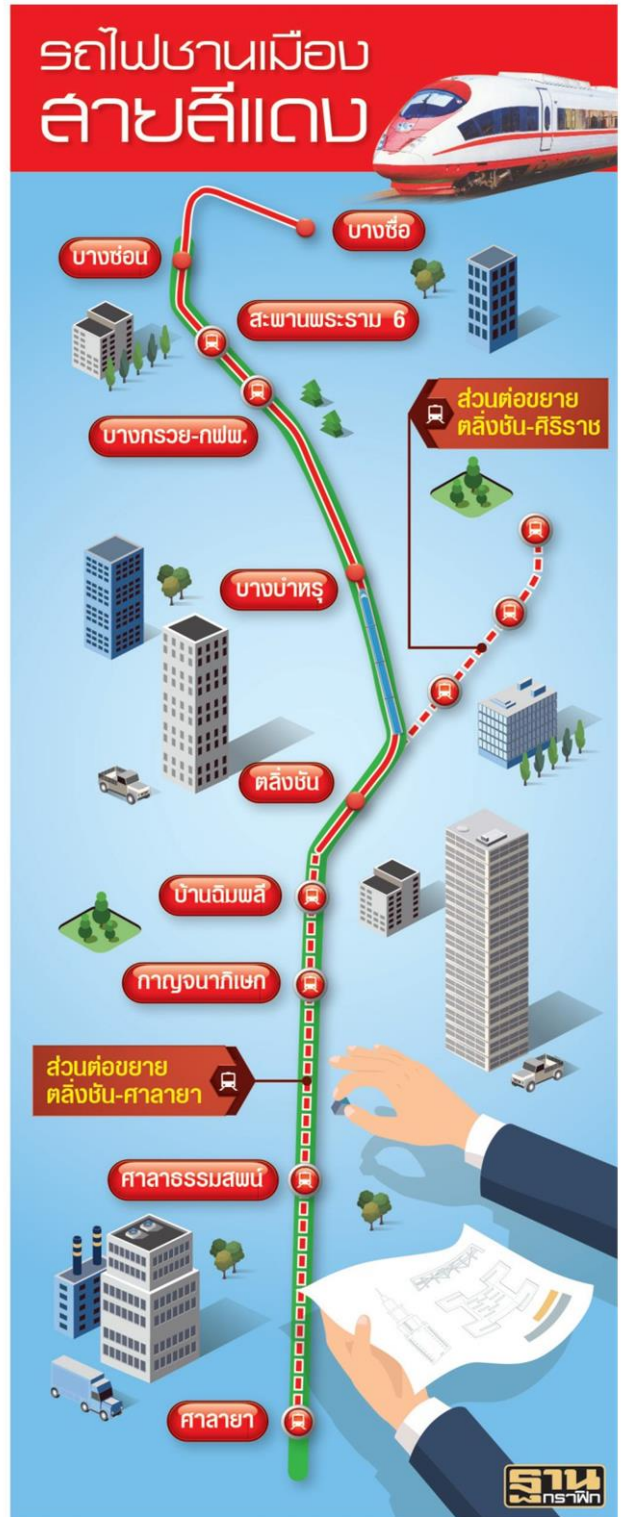 รถไฟชานเมือง
สายสีแดง
บางซื่อ
บางซ่อน
สะพานพระราม 6
บางกรวย-กฟผ.
ส่วนต่อขยาย
ตลิ่งชัน-ศิริราช
บางบำหรุ
ตลิ่งชัน
บ้านฉิมพลี
กาญจนาภิเษก
ส่วนต่อขยาย
ตลิ่งชัน-ศาลายา
ศาลาธรรมสพน์
ศาลายา
ฐาน
กราฟิก